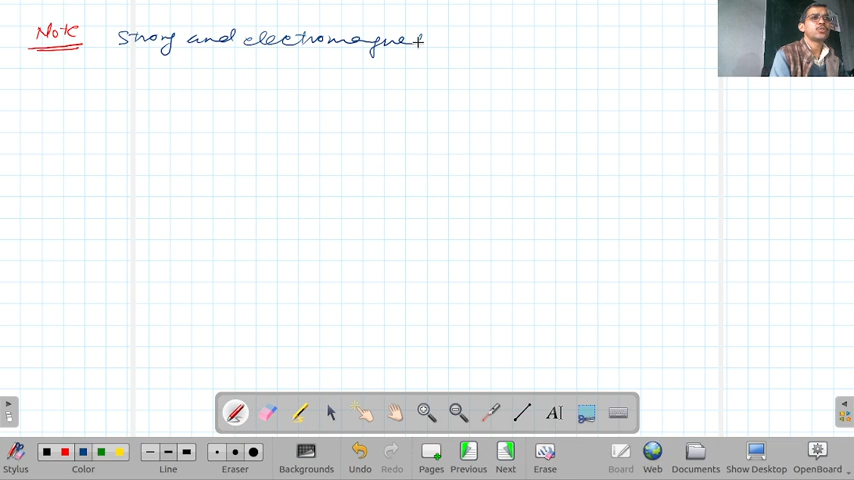 Note Strong and electromagne
Stylus Color Line Eraser Backgrounds Undo Redo Pages Previous Next Erase Board Web Documents Show Desktop OpenBoard